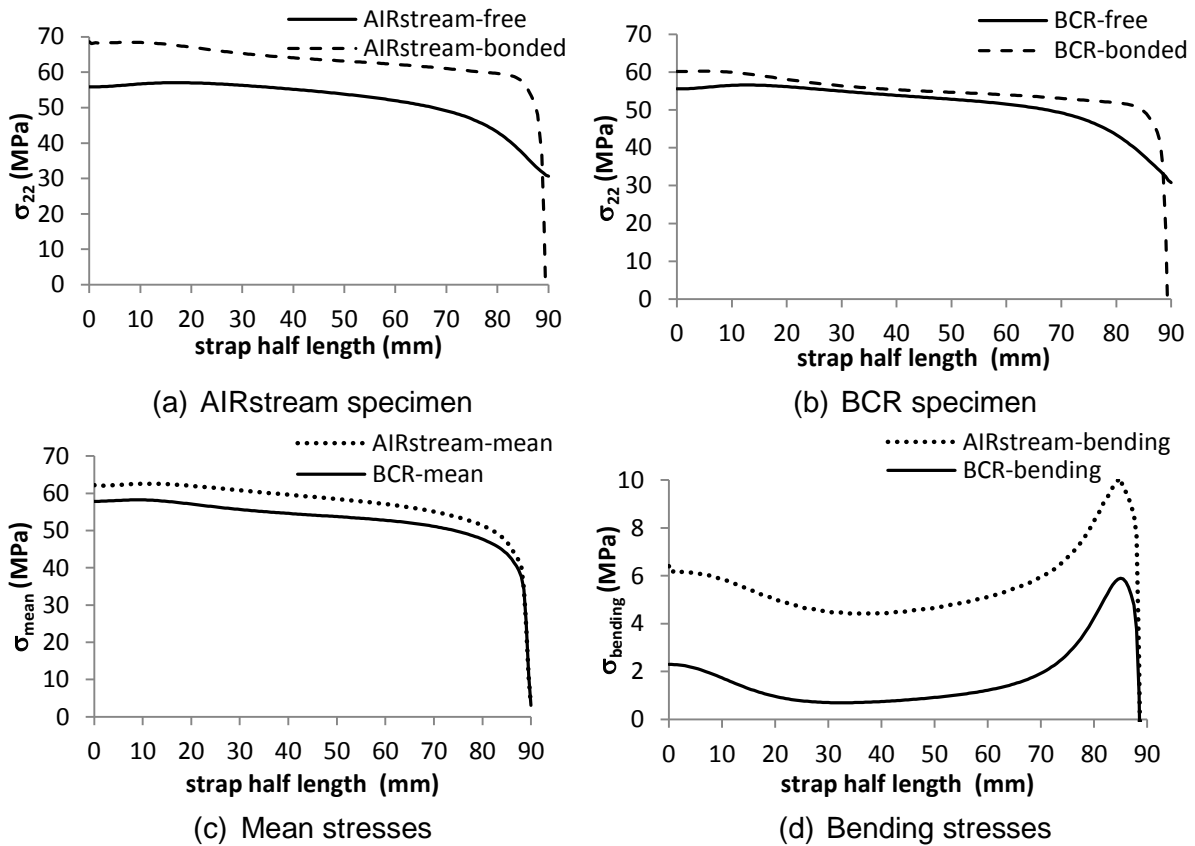 AIRstream-free
AIRstream-bonded
70
60
50
40
30
20
10
0
σ22 (MPa)
0 10 20 30 40 50 60 70 80 90
strap half length (mm)
(a) AIRstream specimen
BCR-free
BCR-bonded
70
60
50
40
30
20
10
0
σ22 (MPa)
0 10 20 30 40 50 60 70 80 90
strap half length (mm)
(b) BCR specimen
AIRstream-mean
BCR-mean
70
60
50
40
30
20
10
0
σmean (MPa)
0 10 20 30 40 50 60 70 80 90
strap half length (mm)
(c) Mean stresses
AIRstream-bending
BCR-bending
10
8
6
4
2
0
σbending (MPa)
0 10 20 30 40 50 60 70 80 90
strap half length (mm)
(d) Bending stresses